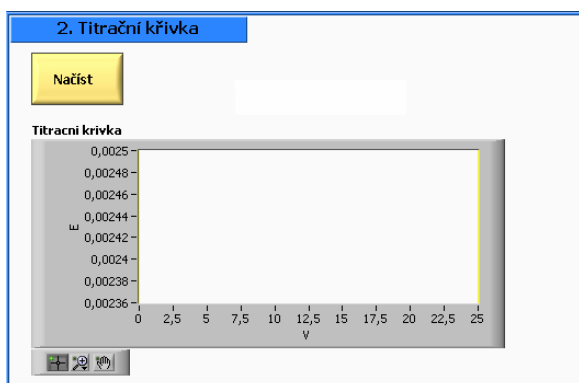 2. Titrační křivka
Načíst
Titracni krivka
0,0025
0,00248
0,00246
0,00244
E
0,00242
0,0024
0,00238
0,00236
0 2,5 5 7,5 10 12,5 15 17,5 20 22,5 25
V